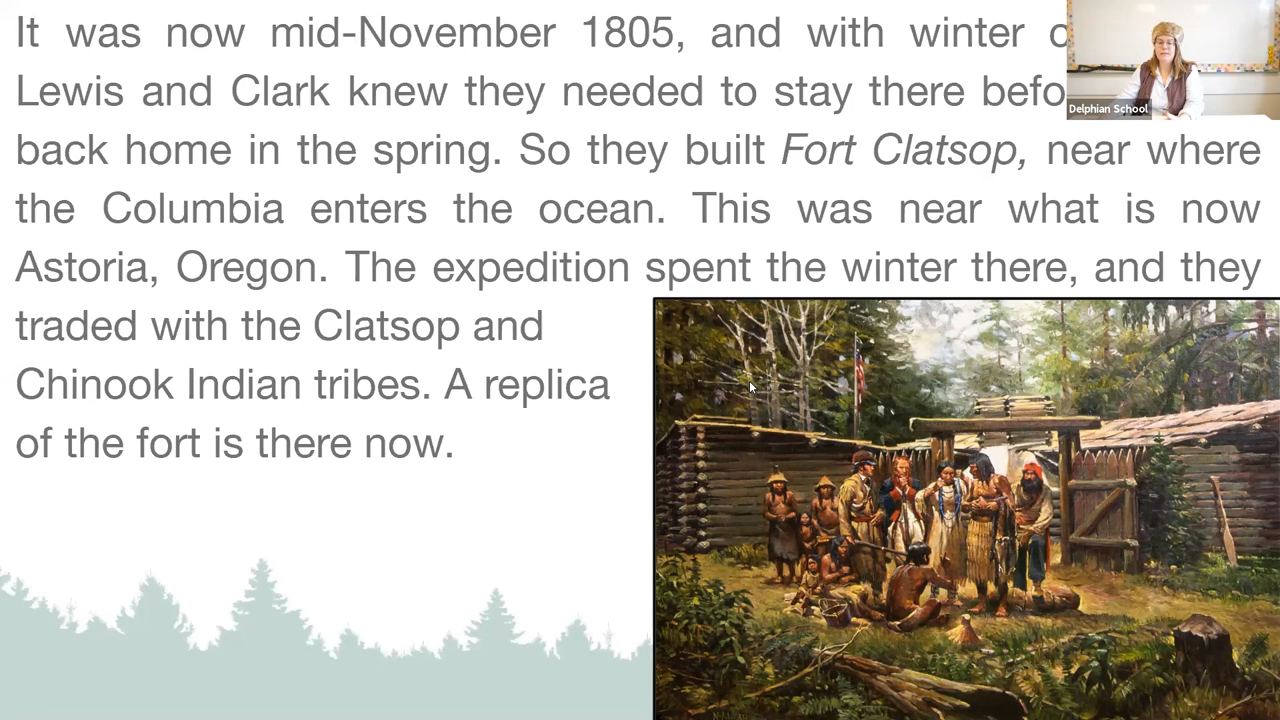 It was now mid-November 1805, and with winter
Lewis and Clark knew they needed to stay there
back home in the spring. So they built Fort Clatsop, near where
the Columbia enters the ocean. This was near what is now
Astoria, Oregon. The expedition spent the winter there, and they
traded with the Clatsop and
Chinook Indian tribes. A replica
of the fort is there now.
Delphian School